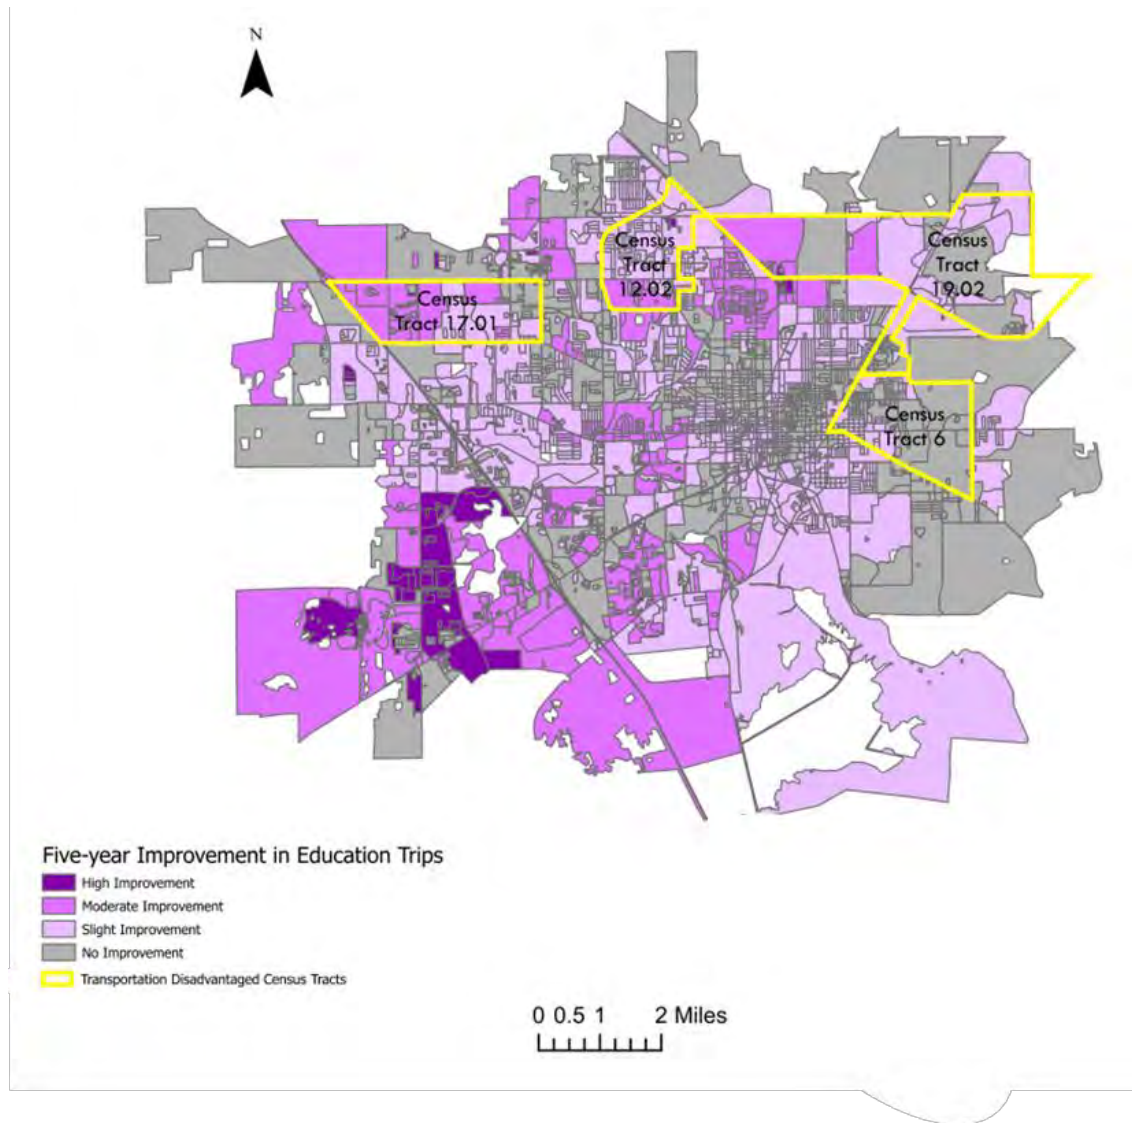 N
Census
Tract
12.02
Census
Tract
19.02
Census
Tract 17.01
Census
Tract 6
Five-year Improvement in Education Trips
High Improvement
Moderate Improvement
Slight Improvement
No Improvement
Transportation Disadvantaged Census Tracts
0 0.5 1 2 Miles